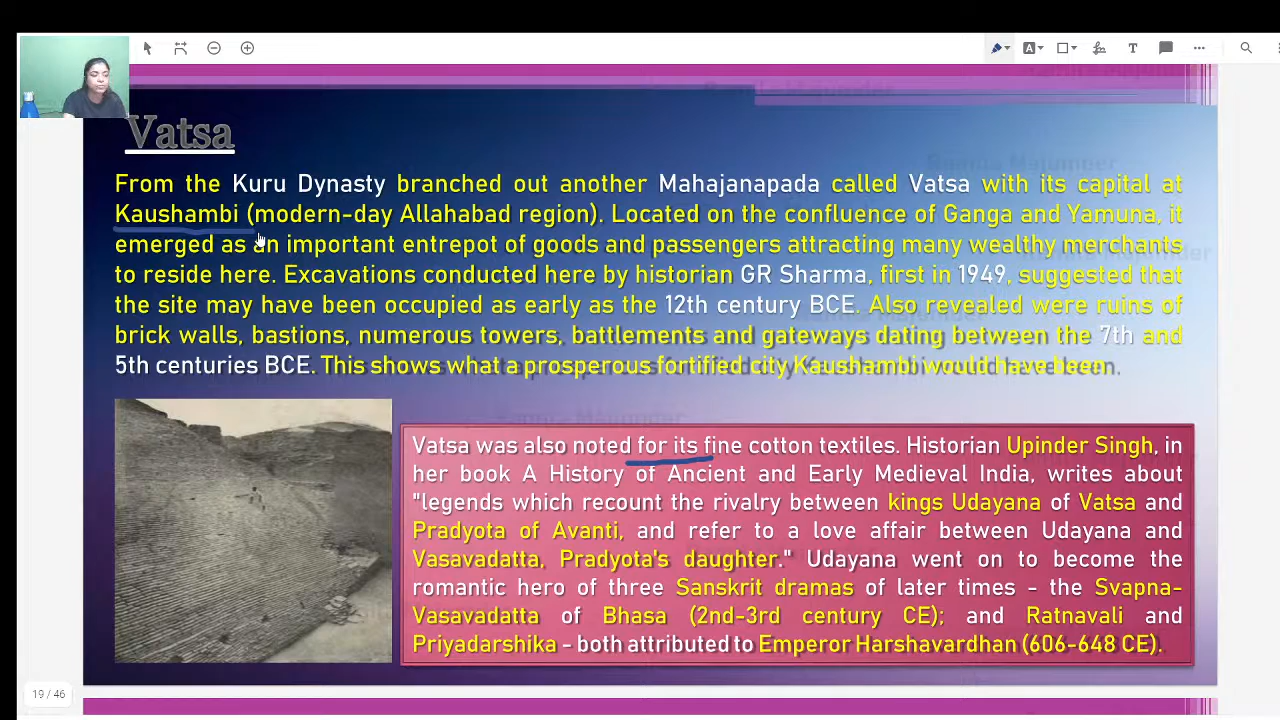 Vatsa
From the Kuru Dynasty branched out another Mahajanapada called Vatsa with its capital at
Kaushambi (modern-day Allahabad region). Located on the confluence of Ganga and Yamuna, it
emerged as an important entrepot of goods and passengers attracting many wealthy merchants
to reside here. Excavations conducted here by historian GR Sharma, first in 1949, suggested that
the site may have been occupied as early as the 12th century BCE. Also revealed were ruins of
brick walls, bastions, numerous towers, battlements and gateways dating between the 7th and
5th centuries BCE. This shows what a prosperous fortified city Kaushambi would have been.
Vatsa was also noted for its fine cotton textiles. Historian Upinder Singh, in
her book A History of Ancient and Early Medieval India, writes about
"legends which recount the rivalry between kings Udayana of Vatsa and
Pradyota of Avanti, and refer to a love affair between Udayana and
Vasavadatta, Pradyota's daughter." Udayana went on to become the
romantic hero of three Sanskrit dramas of later times - the Svapna-
Vasavadatta of Bhasa (2nd-3rd century CE); and Ratnavali and
Priyadarshika - both attributed to Emperor Harshavardhan (606-648 CE).
19 / 46